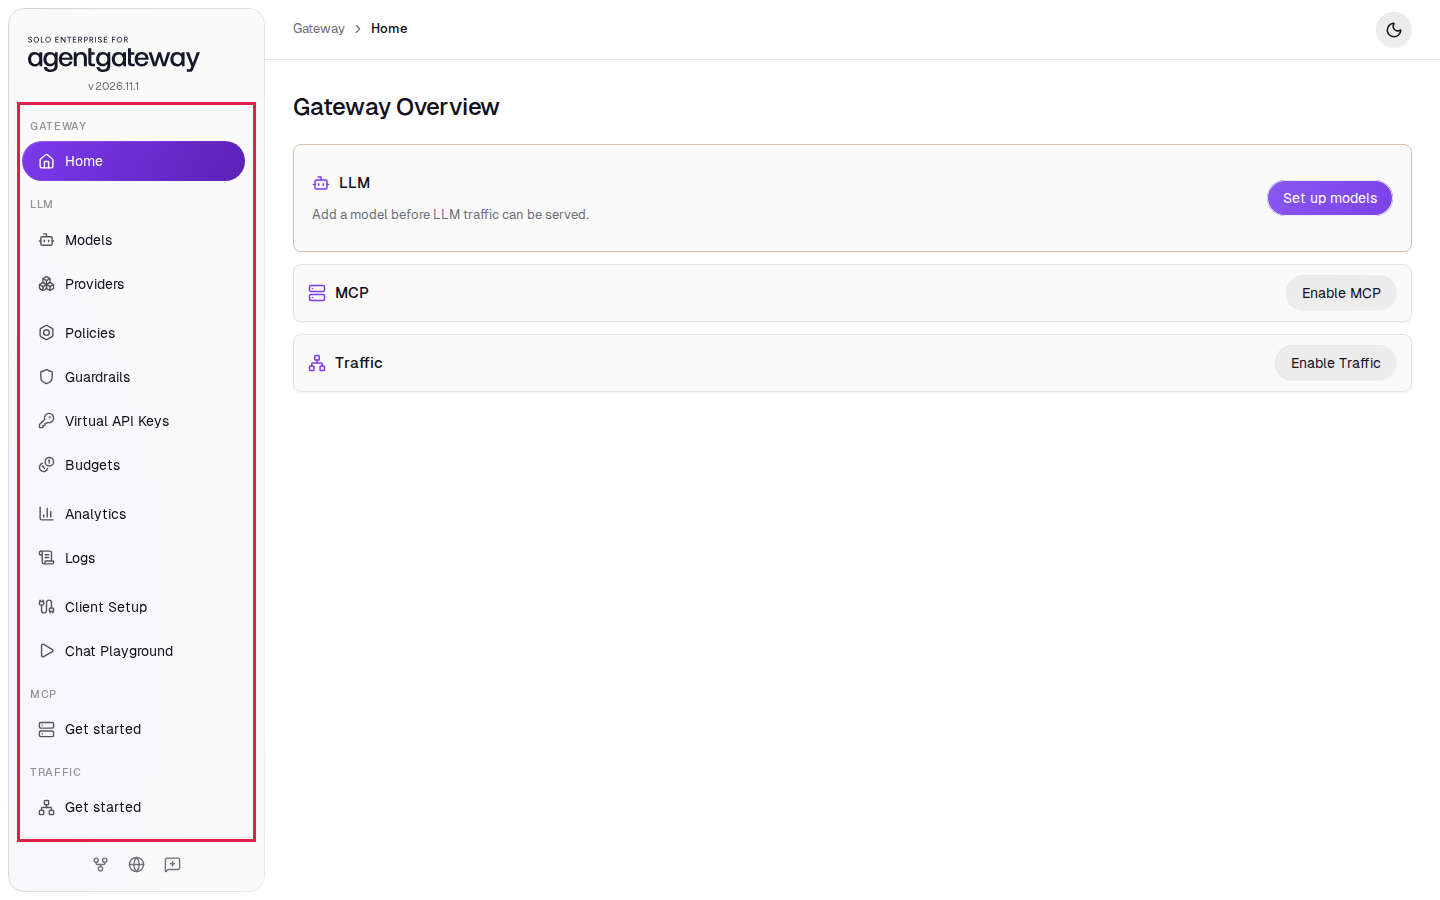 SOLO ENTERPRISE FOR
agentgateway
v2026.11.1
GATEWAY
Home
LLM
Models
Providers
Policies
Guardrails
Virtual API Keys
Budgets
Analytics
Logs
Client Setup
Chat Playground
MCP
Get started
TRAFFIC
Get started
Gateway > Home
Gateway Overview
LLM
Add a model before LLM traffic can be served.
Set up models
MCP
Enable MCP
Traffic
Enable Traffic